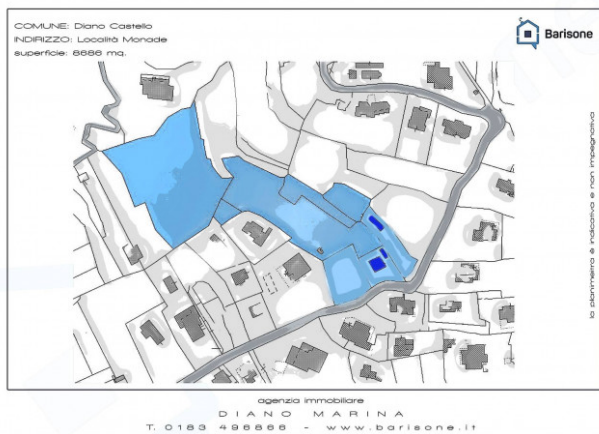 COMUNE: Diano Castello
INDIRIZZO: Località Monade
superficie: 8686 mq.
Barisone
la planimetria è indicativa e non impegnativa
agenzia immobiliare
DIANO MARINA
T. 0183 496866 - www.barisone.it